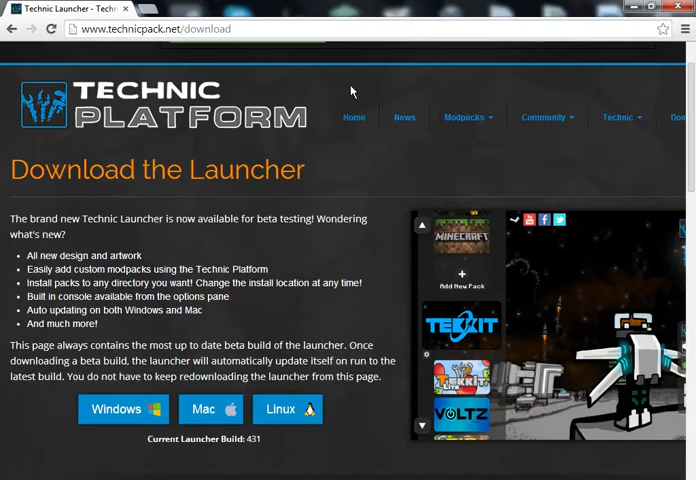 Technic Launcher - Techn
www.technicpack.net/download
TECHNIC
PLATFORM
Home News Modpacks Community Technic Don
Download the Launcher
The brand new Technic Launcher is now available for beta testing! Wondering
what's new?
All new design and artwork
Easily add custom modpacks using the Technic Platform
Install packs to any directory you want! Change the install location at any time!
Built in console available from the options pane
Auto updating on both Windows and Mac
And much more!
This page always contains the most up to date beta build of the launcher. Once
downloading a beta build, the launcher will automatically update itself on run to the
latest build. You do not have to keep redownloading the launcher from this page.
Windows Mac Linux
Current Launcher Build: 431
MINECRAFT
Add New Pack
TEKKIT
Tekkit
Lite
VOLTZ